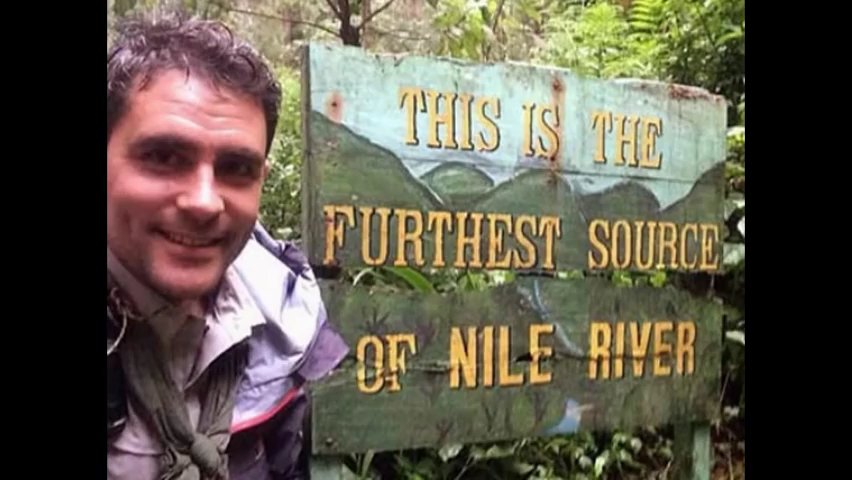 THIS IS THE
FURTHEST SOURCE
OF NILE RIVER